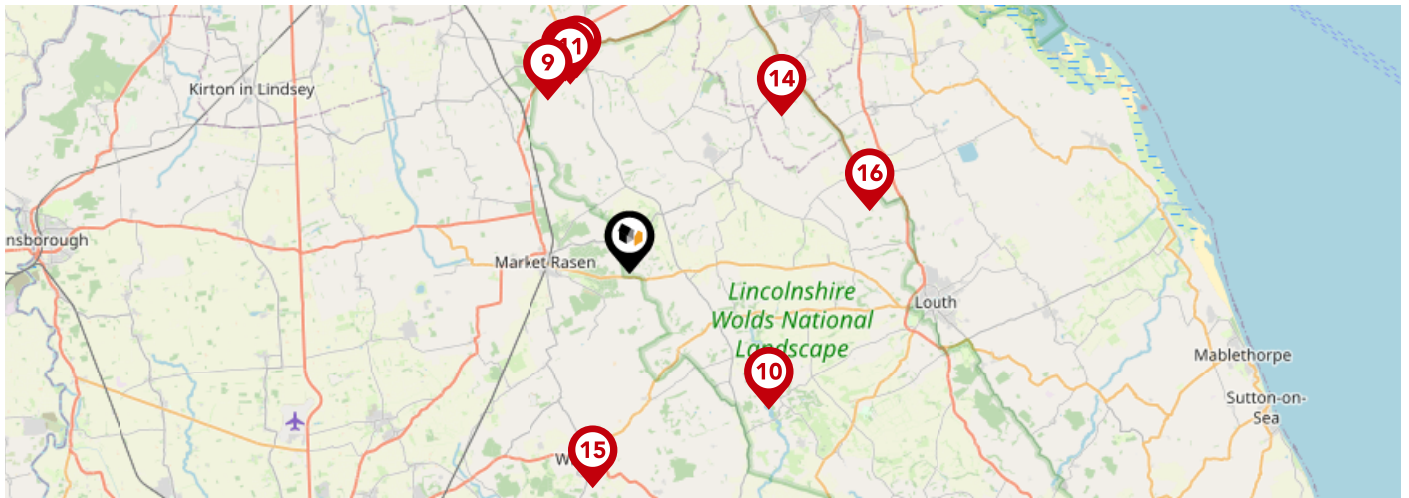 11
9
14
Kirton in Lindsey
16
nsborough
Market Rasen
Lincolnshire
Wolds National
Landscape
Louth
10
Mablethorpe
Sutton-on-
Sea
15
W